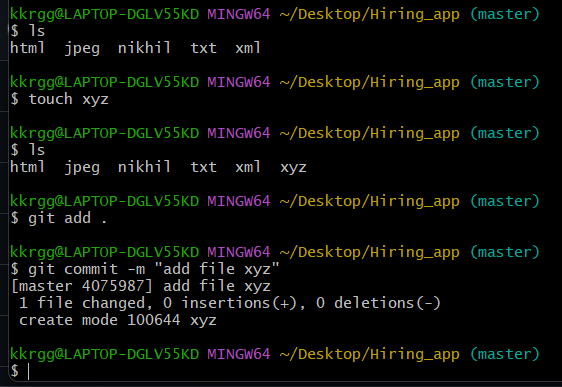 kkrgg@LAPTOP-DGLV55KD MINGW64 ~/Desktop/Hiring_app (master)
$ ls
html  jpeg  nikhil  txt  xml
kkrgg@LAPTOP-DGLV55KD MINGW64 ~/Desktop/Hiring_app (master)
$ touch xyz
kkrgg@LAPTOP-DGLV55KD MINGW64 ~/Desktop/Hiring_app (master)
$ ls
html  jpeg  nikhil  txt  xml  xyz
kkrgg@LAPTOP-DGLV55KD MINGW64 ~/Desktop/Hiring_app (master)
$ git add .
kkrgg@LAPTOP-DGLV55KD MINGW64 ~/Desktop/Hiring_app (master)
$ git commit -m "add file xyz"
[master 4075987] add file xyz
 1 file changed, 0 insertions(+), 0 deletions(-)
 create mode 100644 xyz
kkrgg@LAPTOP-DGLV55KD MINGW64 ~/Desktop/Hiring_app (master)
$